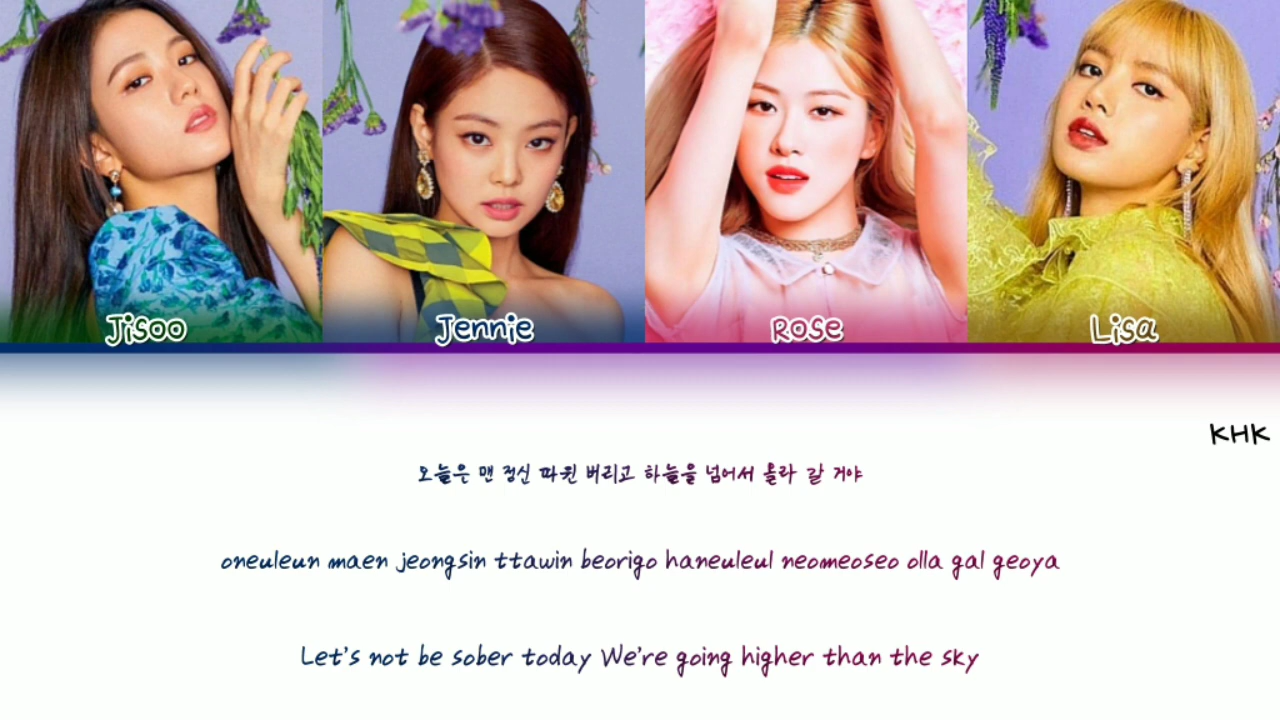 Jisoo
Jennie
Rose
Lisa
KHK
오늘은 맨 정신 따윈 버리고 하늘을 넘어서 올라 갈 거야
oneuleun maen jeongsin ttawin beorigo haneuleul neomeoseo olla gal geoya
Let's not be sober today We're going higher than the sky